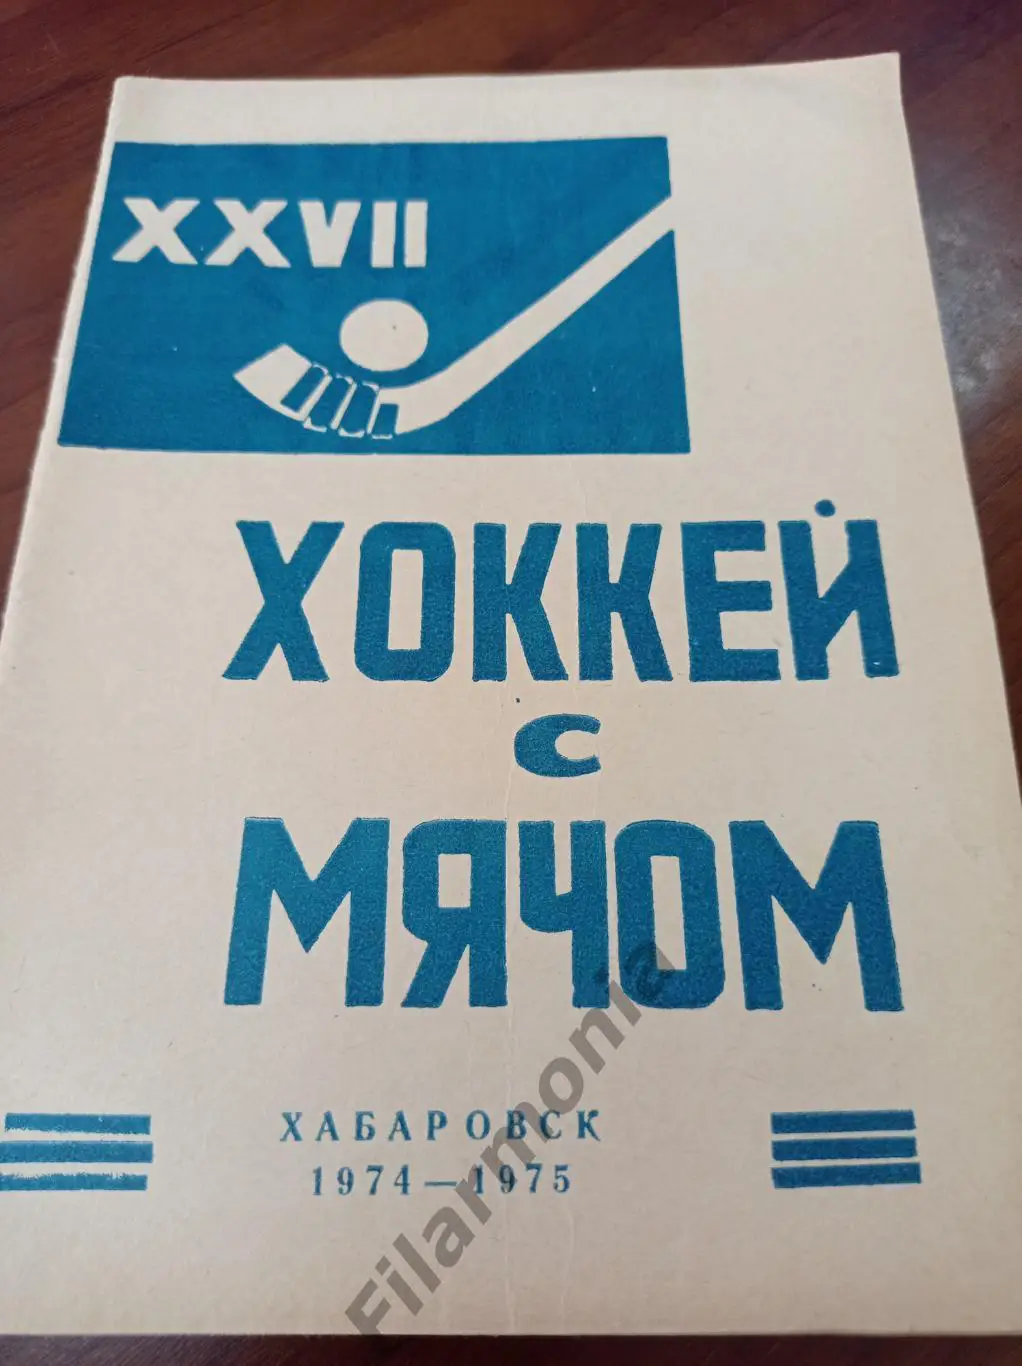 XXVII
ХОККЕЙ
С
МЯЧОМ
ХАБАРОВСК
1974—1975
Filarmonia